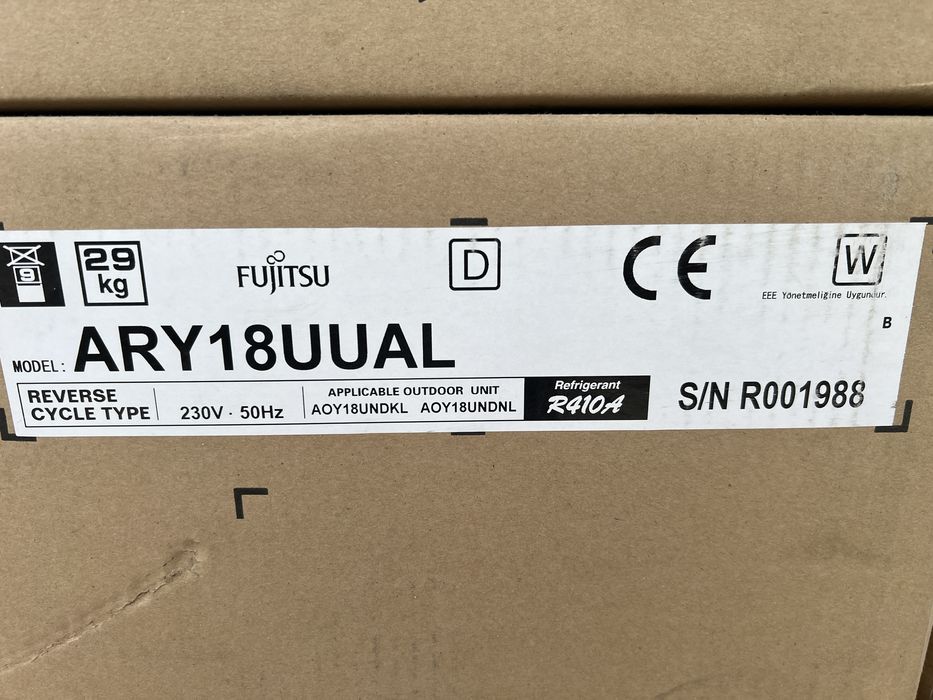 9
29
kg
FUJITSU
D
CE
W
EEE Yönetmeliğine Uygundur.
B
MODEL: ARY18UUAL
REVERSE
CYCLE TYPE
230V - 50Hz
APPLICABLE OUTDOOR UNIT
AOY18UNDKL AOY18UNDNL
Refrigerant
R410A
S/N R001988